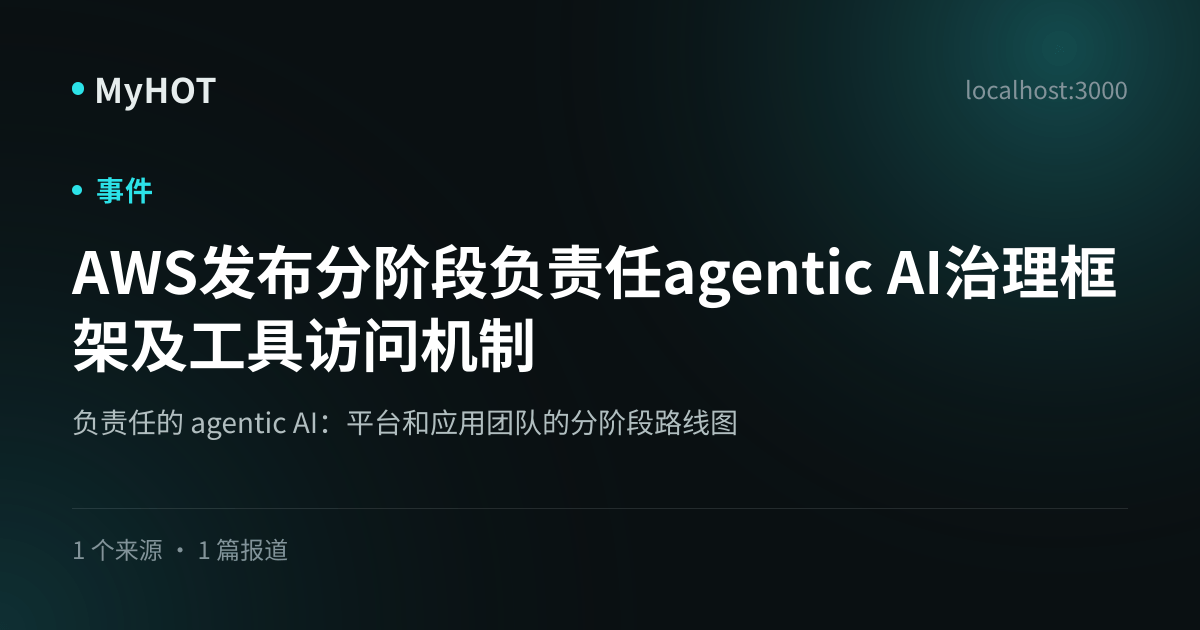 MyHOT
localhost:3000
事件
AWS发布分阶段负责任agentic AI治理框
架及工具访问机制
负责任的 agentic AI：平台和应用团队的分阶段路线图
1 个来源 · 1 篇报道